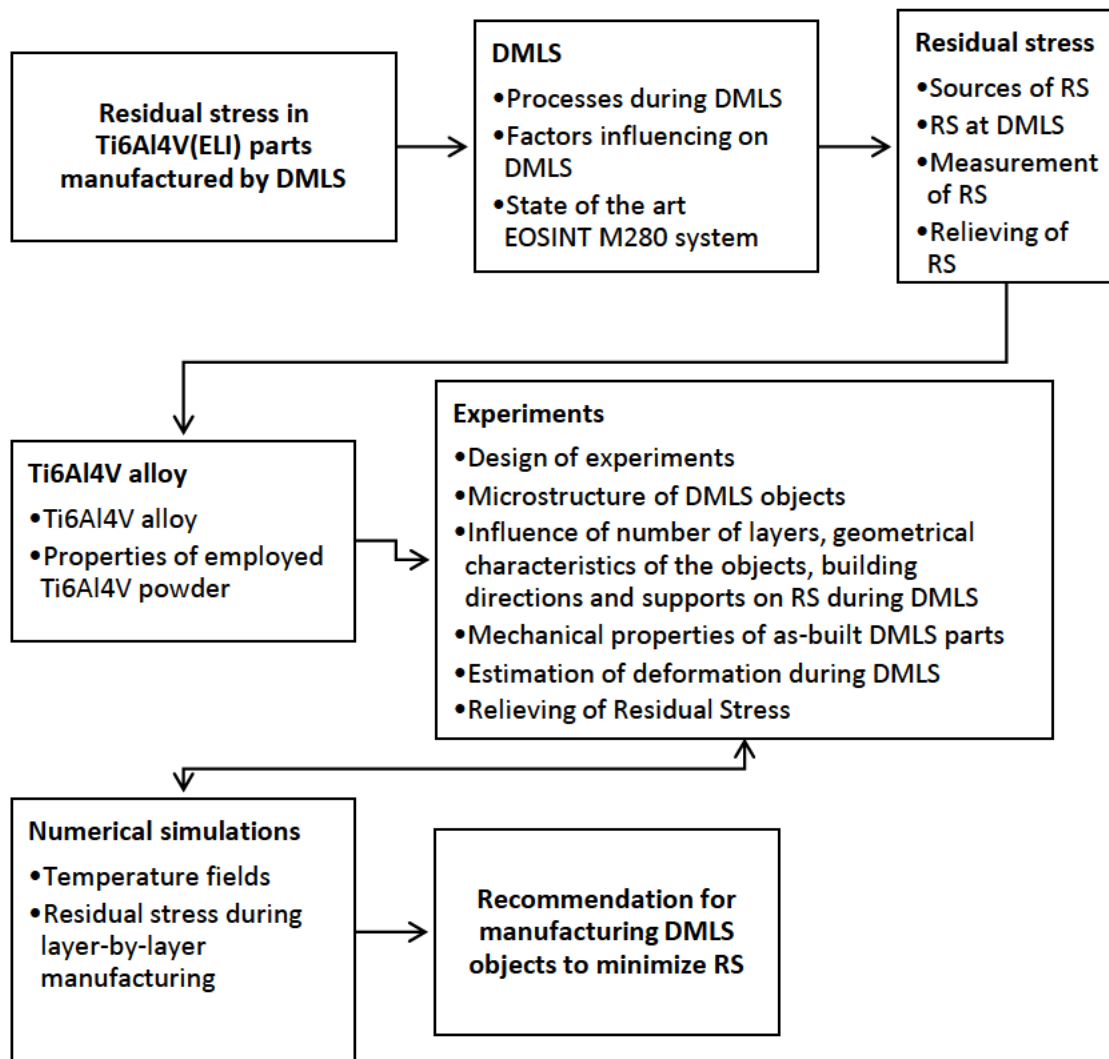 Residual stress in
Ti6Al4V(ELI) parts
manufactured by DMLS
DMLS
•Processes during DMLS
•Factors influencing on
DMLS
•State of the art
EOSINT M280 system
Residual stress
•Sources of RS
•RS at DMLS
•Measurement
of RS
•Relieving of
RS
Ti6Al4V alloy
•Ti6Al4V alloy
•Properties of employed
Ti6Al4V powder
Experiments
•Design of experiments
•Microstructure of DMLS objects
•Influence of number of layers, geometrical
characteristics of the objects, building
directions and supports on RS during DMLS
•Mechanical properties of as-built DMLS parts
•Estimation of deformation during DMLS
•Relieving of Residual Stress
Numerical simulations
•Temperature fields
•Residual stress during
layer-by-layer
manufacturing
Recommendation for
manufacturing DMLS
objects to minimize RS